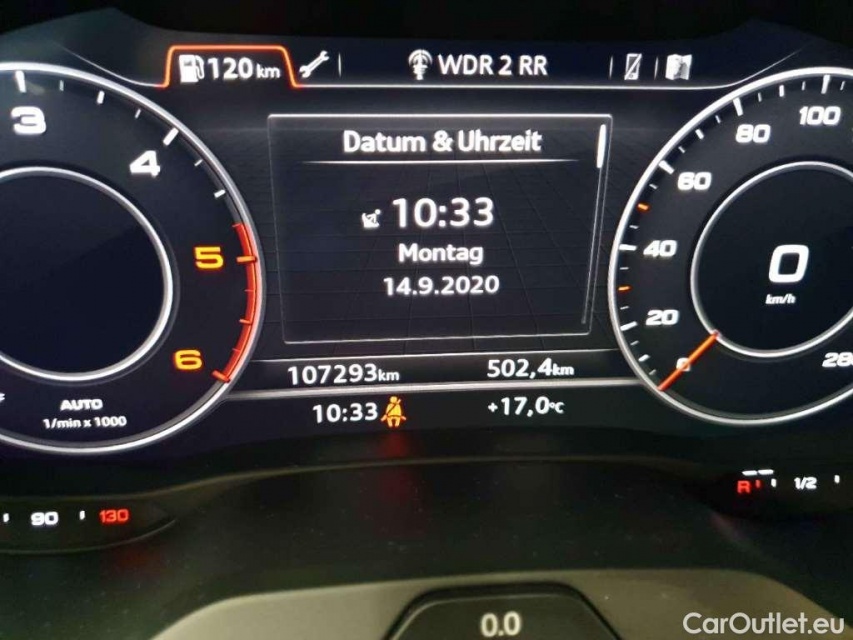 120 km WDR 2 RR
Datum & Uhrzeit
10:33
Montag
14.9.2020
107293km 502,4km
10:33 +17,0°C
3
4
5
6
AUTO
1/min x 1000
100
80
60
40
20
0
km/h
90 130
R 1/2
0.0
CarOutlet.eu